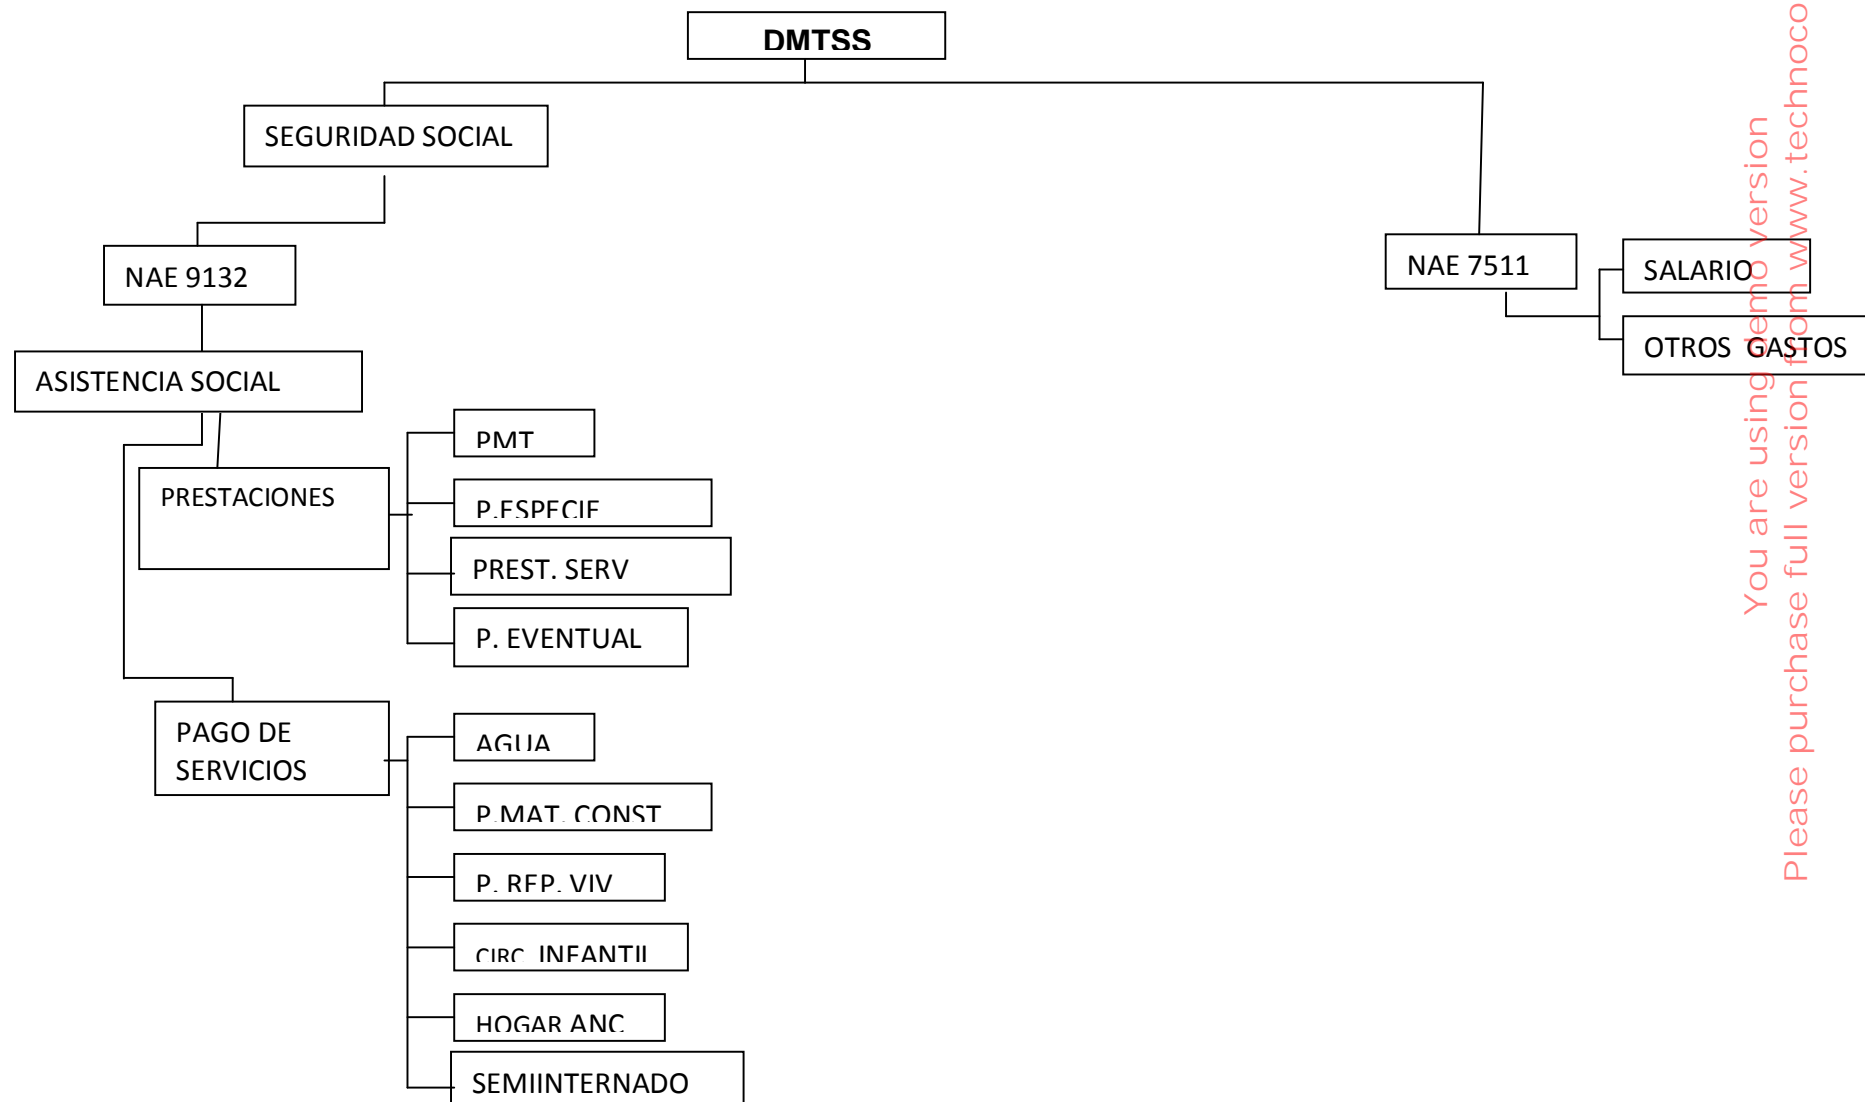 DMTSS
SEGURIDAD SOCIAL
NAE 9132
NAE 7511
SALARIO
OTROS GASTOS
ASISTENCIA SOCIAL
PRESTACIONES
PMT
P.ESPECIE
PREST. SERV
P. EVENTUAL
PAGO DE
SERVICIOS
AGUA
P.MAT. CONST
P. REP. VIV
CIRC INFANTIL
HOGAR ANC
SEMIINTERNADO
You are using demo version
Please purchase full version from www.technoco